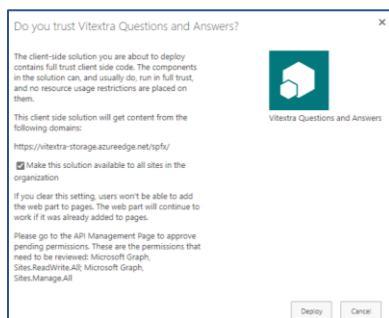 Do you trust Vitextra Questions and Answers?
The client-side solution you are about to deploy
contains full trust client side code. The components
in the solution can, and usually do, run in full trust,
and no resource usage restrictions are placed on
them.
This client side solution will get content from the
following domains:
https://vitextra-storage.azureedge.net/spfx/
Make this solution available to all sites in the
organization
If you clear this setting, users won't be able to add
the web part to pages. The web part will continue to
work if it was already added to pages.
Please go to the API Management Page to approve
pending permissions. These are the permissions that
need to be reviewed: Microsoft Graph,
Sites.ReadWrite.All; Microsoft Graph,
Sites.Manage.All
Vitextra Questions and Answers
Deploy
Cancel